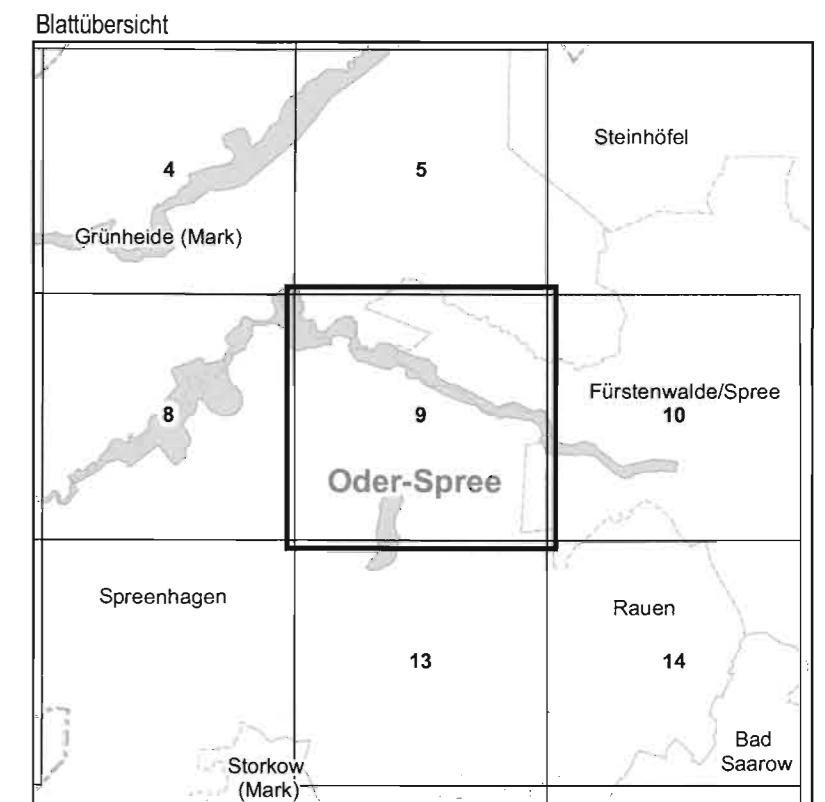 Blattübersicht
Steinhöfel
4
5
Grünheide (Mark)
Fürstenwalde/Spree
8
9
10
Oder-Spree
Spreenhagen
Rauen
13
14
Bad
Saarow
Storkow
(Mark)